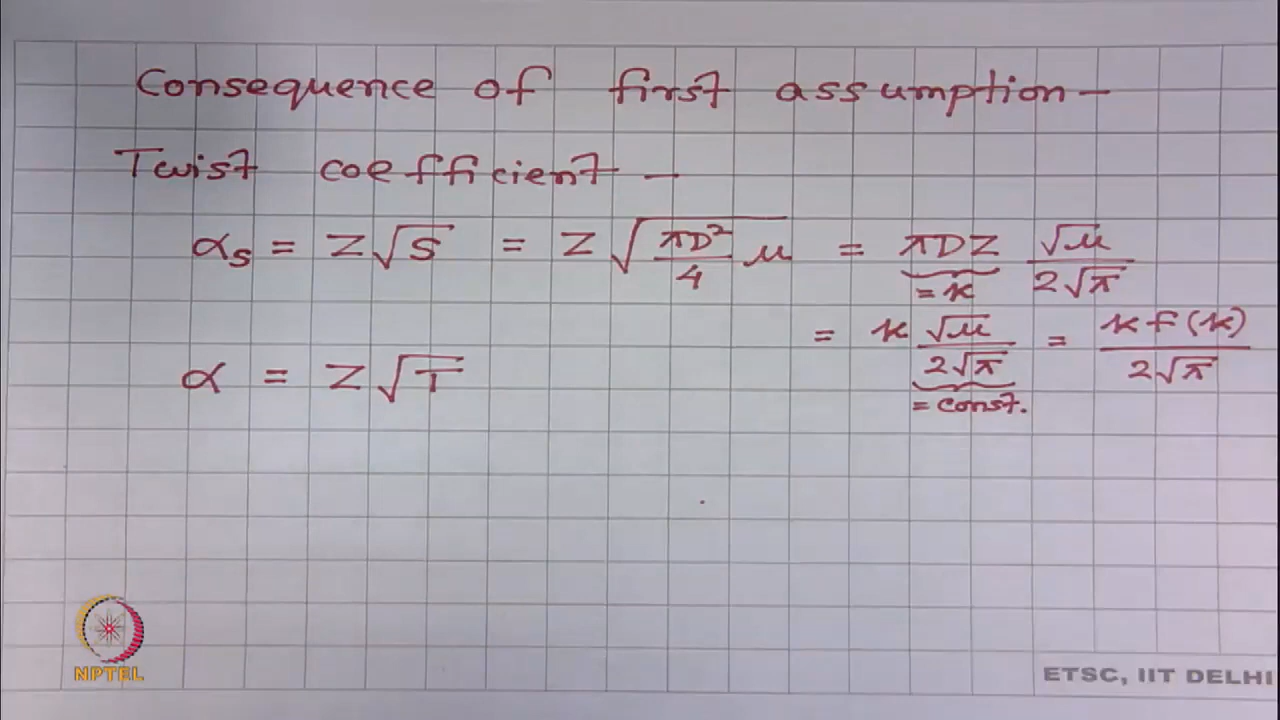 Consequence of first assumption-
Twist coefficient -
αₛ = Z√S = Z√(πD²/4 μ) = πDZ √μ/2√π
= κ
= κ √μ/2√π = κ f(κ)/2√π
= const.
α = Z√T
NPTEL
ETSC, IIT DELHI